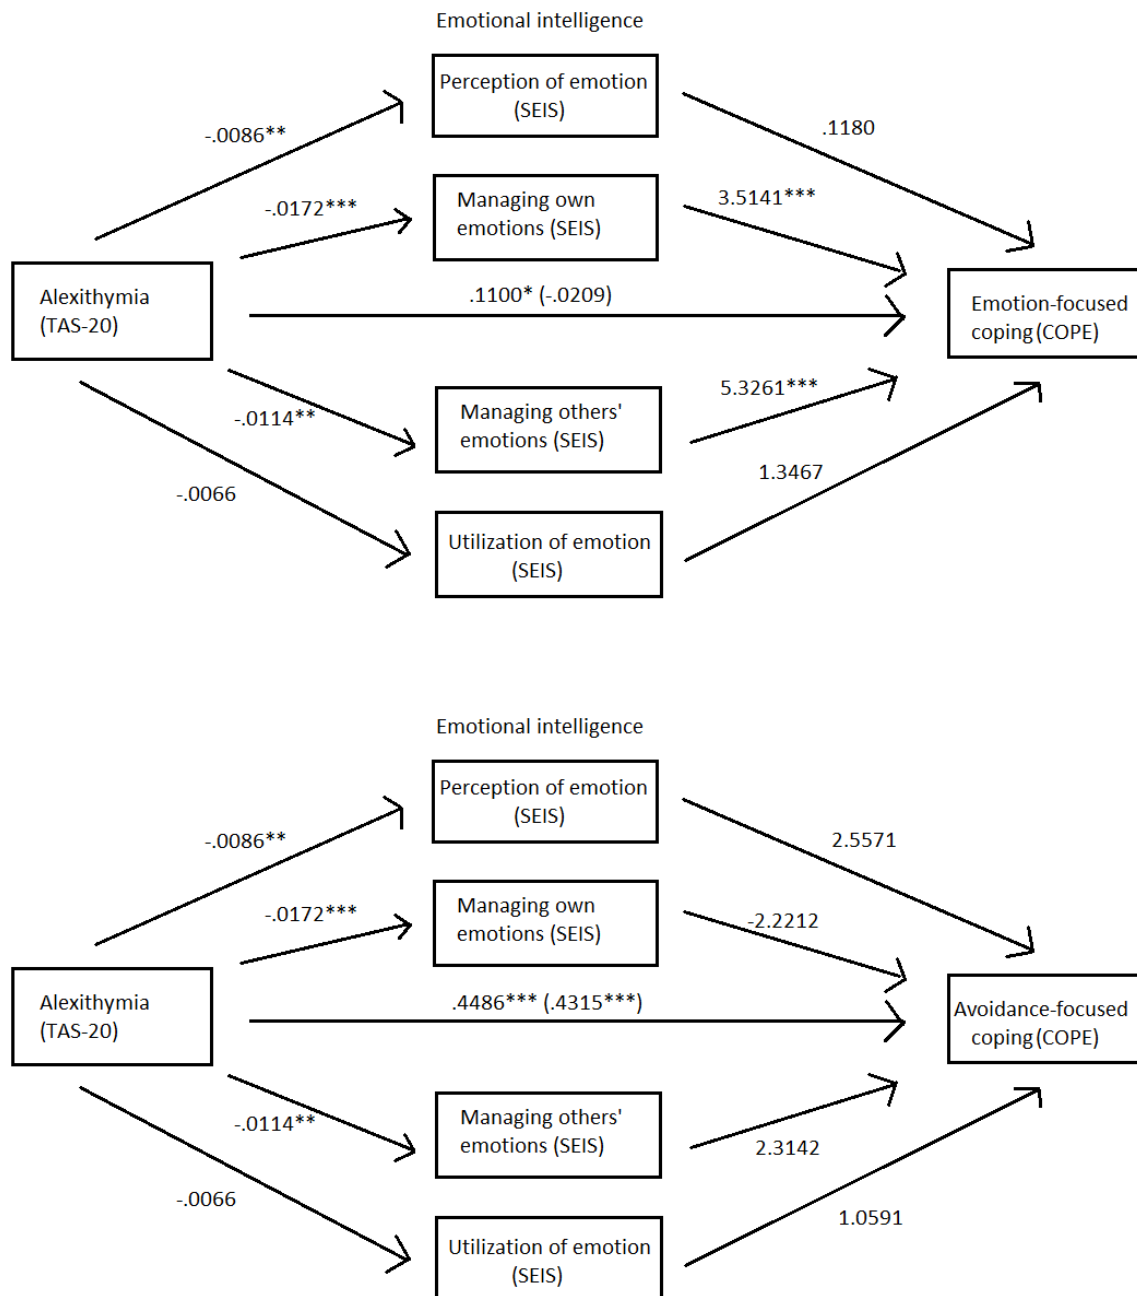 Emotional intelligence
Perception of emotion
(SEIS)
-.0086**
.1180
Managing own
emotions (SEIS)
-.0172***
3.5141***
Alexithymia
(TAS-20)
.1100* (-.0209)
Emotion-focused
coping (COPE)
Managing others'
emotions (SEIS)
-.0114**
5.3261***
-.0066
1.3467
Utilization of emotion
(SEIS)
Emotional intelligence
Perception of emotion
(SEIS)
-.0086**
2.5571
Managing own
emotions (SEIS)
-.0172***
-2.2212
Alexithymia
(TAS-20)
.4486*** (.4315***)
Avoidance-focused
coping (COPE)
Managing others'
emotions (SEIS)
-.0114**
2.3142
-.0066
1.0591
Utilization of emotion
(SEIS)